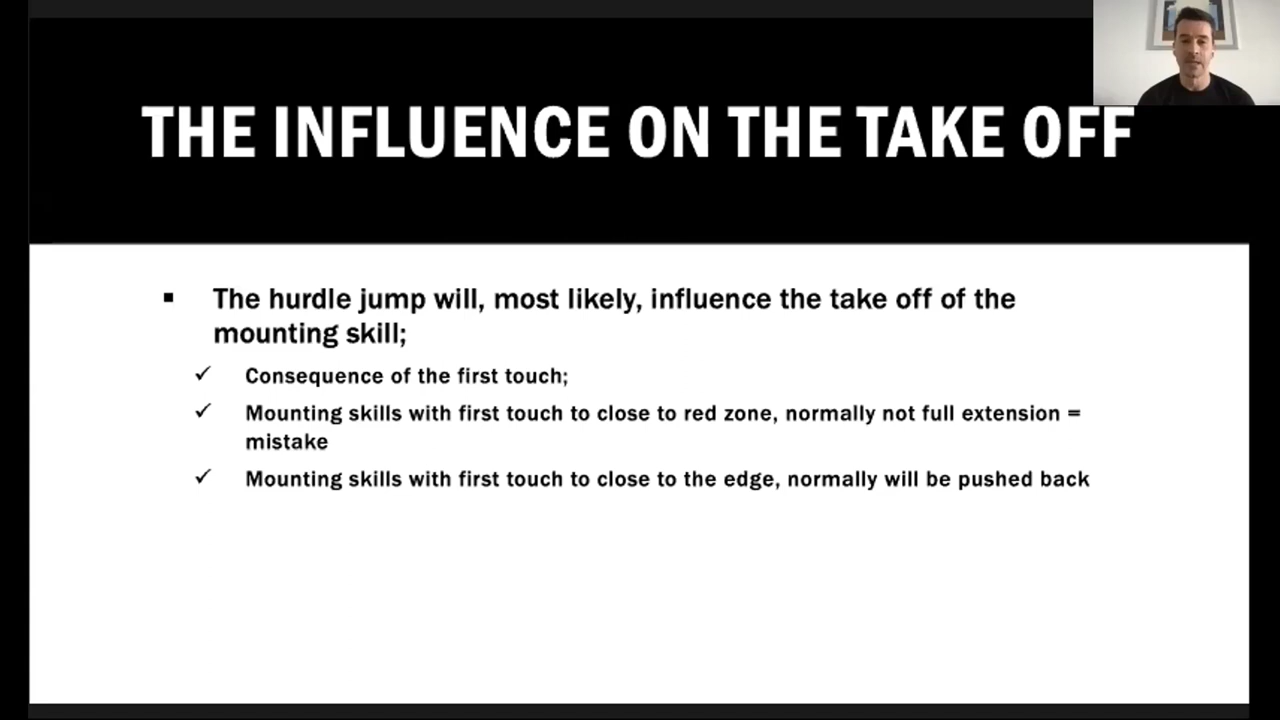 THE INFLUENCE ON THE TAKE OFF
The hurdle jump will, most likely, influence the take off of the
mounting skill;
Consequence of the first touch;
Mounting skills with first touch to close to red zone, normally not full extension =
mistake
Mounting skills with first touch to close to the edge, normally will be pushed back